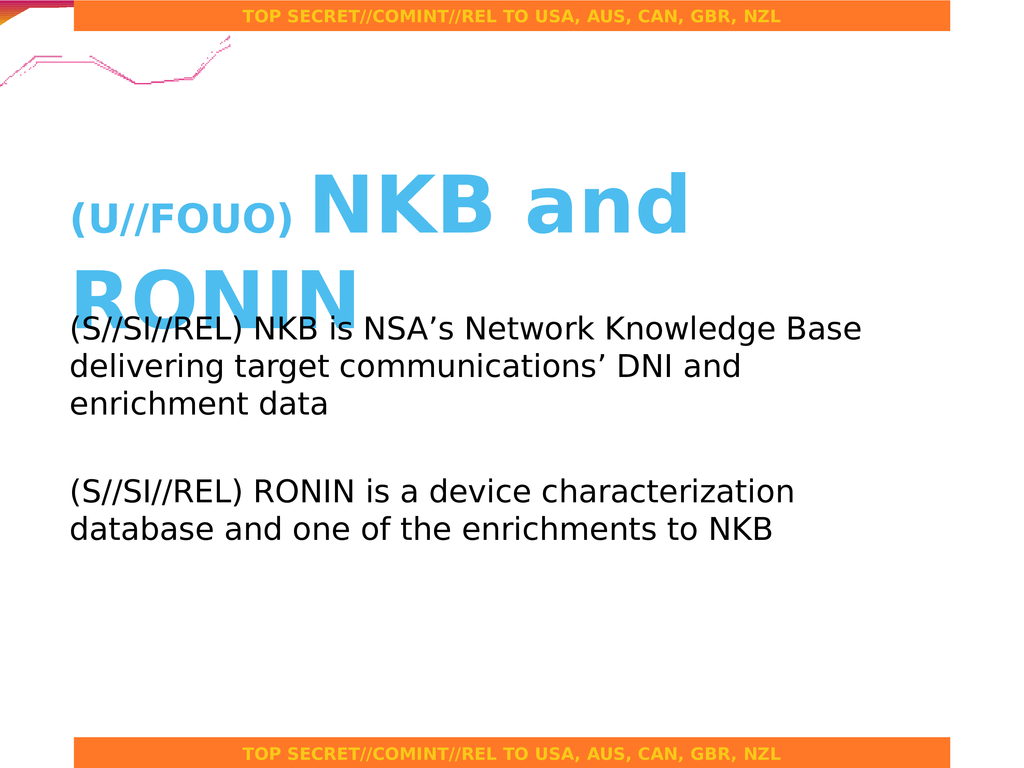 TOP SECRET//COMINT//REL TO USA, AUS, CAN, GBR, NZL
(U//FOUO) NKB and
RONIN
(S//SI//REL) NKB is NSA’s Network Knowledge Base
delivering target communications’ DNI and
enrichment data
(S//SI//REL) RONIN is a device characterization
database and one of the enrichments to NKB
TOP SECRET//COMINT//REL TO USA, AUS, CAN, GBR, NZL